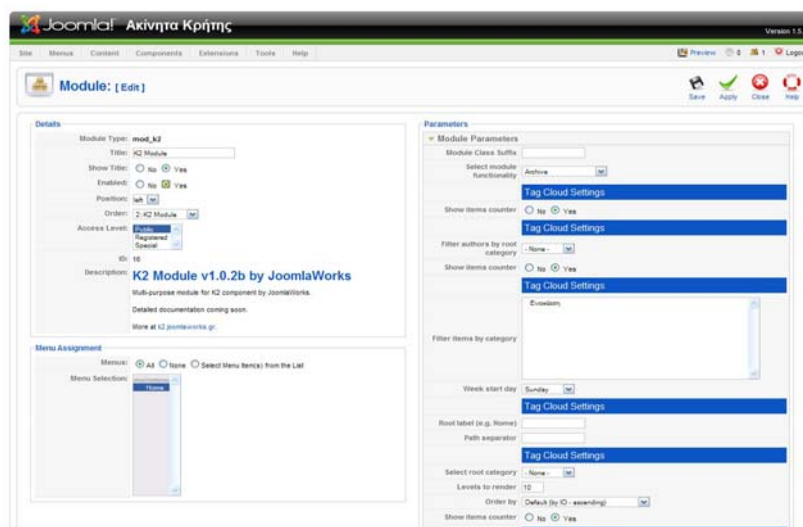 Joomla! Ακίνητα Κρήτης
Version 1.5.
Site Menus Content Components Extensions Tools Help
Preview 0 1 Logout
Module: [Edit]
Save Apply Close Help
Details
Module Type: mod_k2
Title: K2 Module
Show Title: No Yes
Enabled: No Yes
Position: left
Order: 2: K2 Module
Access Level: Public
Registered
Special
ID: 16
Description: K2 Module v1.0.2b by JoomlaWorks
Multi-purpose module for K2 component by JoomlaWorks.
Detailed documentation coming soon.
More at k2.joomlaworks.gr.
Menu Assignment
Menus: All None Select Menu Item(s) from the List
Menu Selection:
Home
Parameters
Module Parameters
Module Class Suffix
Select module functionality Archive
Tag Cloud Settings
Show items counter No Yes
Tag Cloud Settings
Filter authors by root category - None -
Show items counter No Yes
Tag Cloud Settings
Filter items by category Ενοικίαση
Week start day Sunday
Tag Cloud Settings
Root label (e.g. Home)
Path separator
Tag Cloud Settings
Select root category - None -
Levels to render 10
Order by Default (by ID - ascending)
Show items counter No Yes